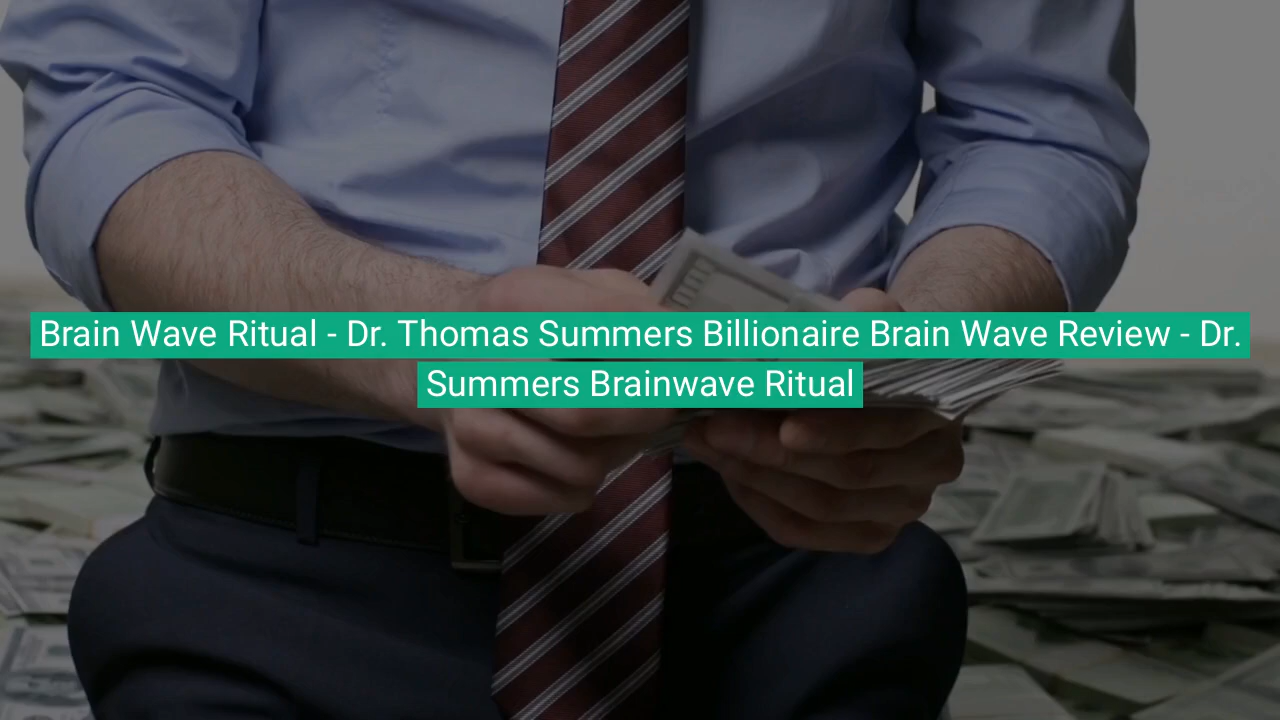 Brain Wave Ritual - Dr. Thomas Summers Billionaire Brain Wave Review - Dr.
Summers Brainwave Ritual